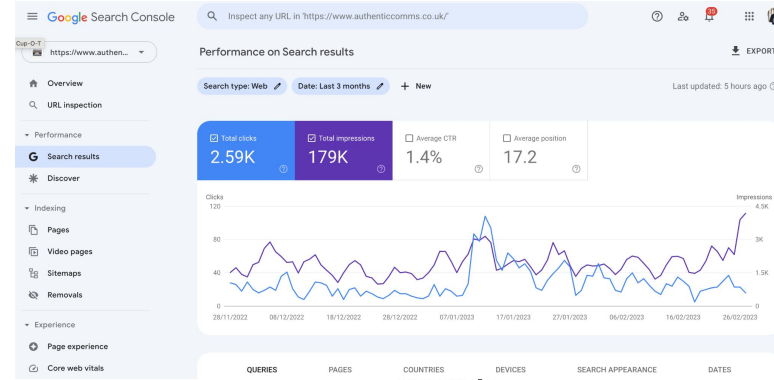 Google Search Console
Inspect any URL in 'https://www.authenticcomms.co.uk/'
35
Cup-O-T
https://www.authen...
Performance on Search results
EXPORT
Overview
URL inspection
Performance
Search results
Discover
Indexing
Pages
Video pages
Sitemaps
Removals
Experience
Page experience
Core web vitals
Search type: Web
Date: Last 3 months
+ New
Last updated: 5 hours ago
Total clicks
2.59K
Total impressions
179K
Average CTR
1.4%
Average position
17.2
Clicks
Impressions
120
80
40
0
4.5K
3K
1.5K
0
28/11/2022
08/12/2022
18/12/2022
28/12/2022
07/01/2023
17/01/2023
27/01/2023
06/02/2023
16/02/2023
26/02/2023
QUERIES
PAGES
COUNTRIES
DEVICES
SEARCH APPEARANCE
DATES